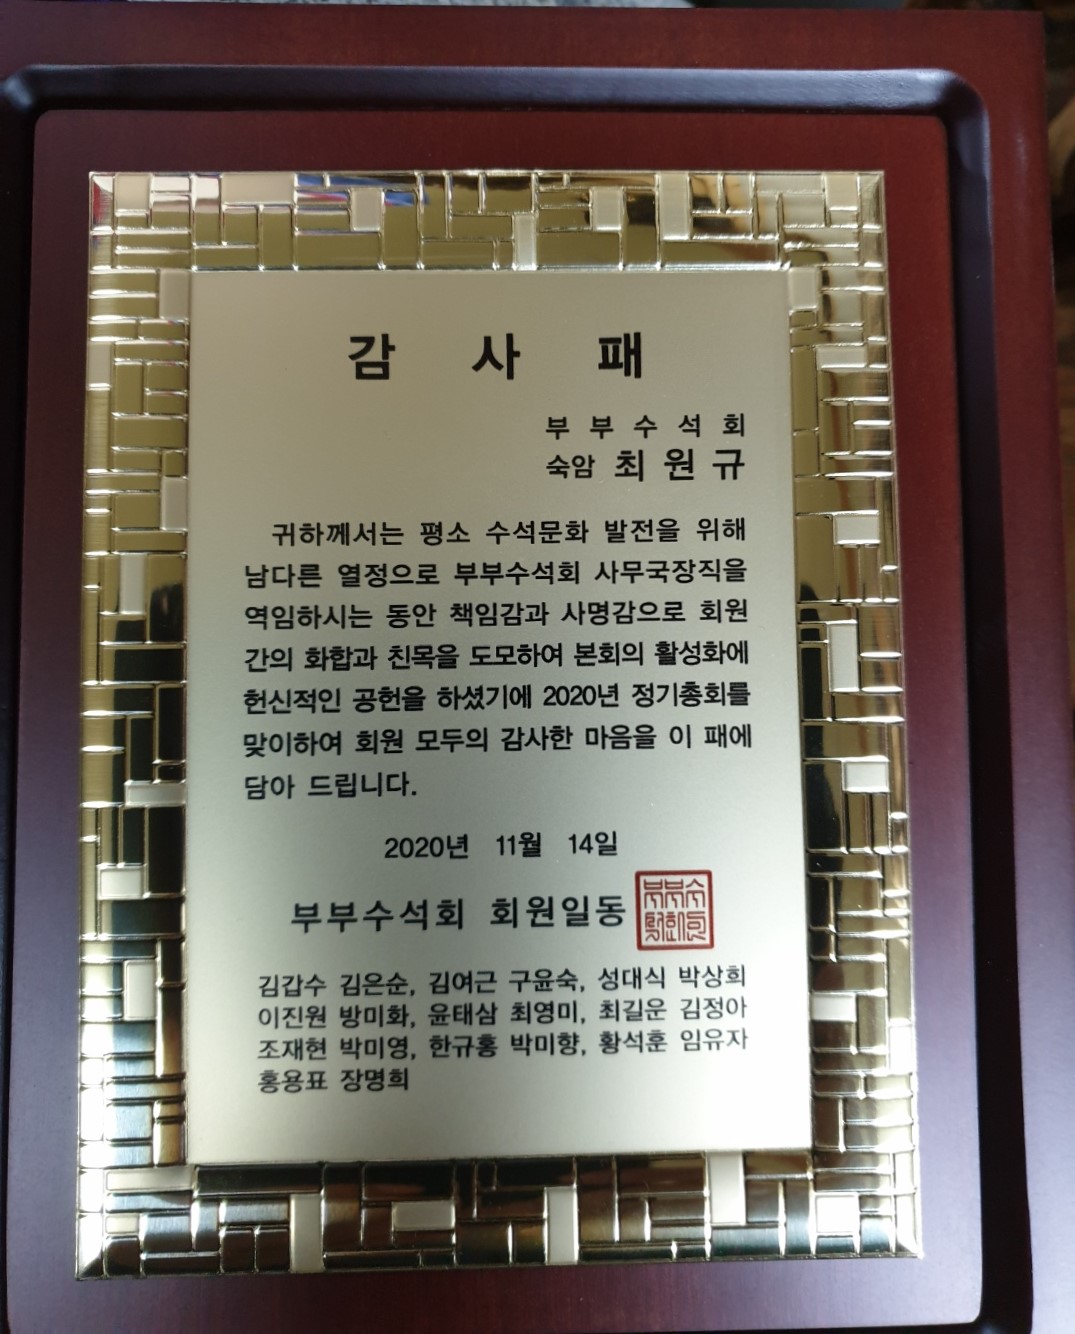 감 사 패
부 부 수 석 회
숙암 최 원 규
귀하께서는 평소 수석문화 발전을 위해
남다른 열정으로 부부수석회 사무국장직을
역임하시는 동안 책임감과 사명감으로 회원
간의 화합과 친목을 도모하여 본회의 활성화에
헌신적인 공헌을 하셨기에 2020년 정기총회를
맞이하여 회원 모두의 감사한 마음을 이 패에
담아 드립니다.
2020년 11월 14일
부부수석회 회원일동
김갑수 김은순, 김여근 구윤숙, 성대식 박상희
이진원 방미화, 윤태삼 최영미, 최길운 김정아
조재현 박미영, 한규홍 박미향, 황석훈 임유자
홍용표 장명희